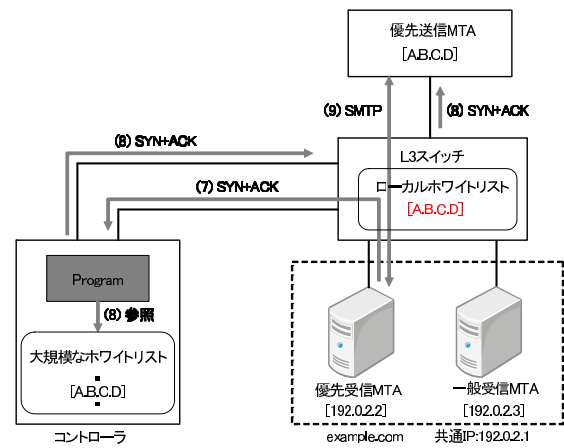 優先送信MTA
[A.B.C.D]
(9) SMTP
(8) SYN+ACK
(8) SYN+ACK
L3スイッチ
ローカルホワイトリスト
[A.B.C.D]
(7) SYN+ACK
Program
(8) 参照
大規模なホワイトリスト
[A.B.C.D]
コントローラ
優先受信MTA
[192.0.2.2]
一般受信MTA
[192.0.2.3]
example.com
共通IP:192.0.2.1